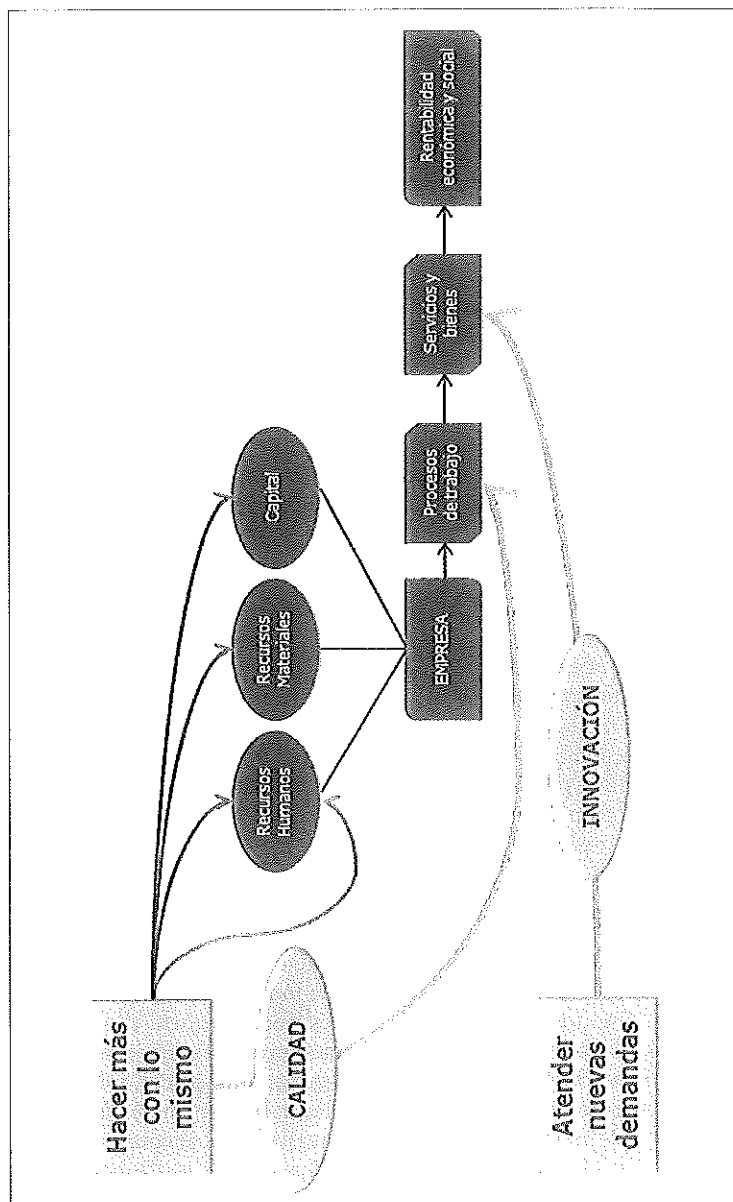 Hacer más
con lo
mismo
CALIDAD
Recursos
Humanos
Recursos
Materiales
Capital
EMPRESA
Procesos
de trabajo
Servicios y
bienes
Rentabilidad
económica y social
Atender
nuevas
demandas
INNOVACIÓN